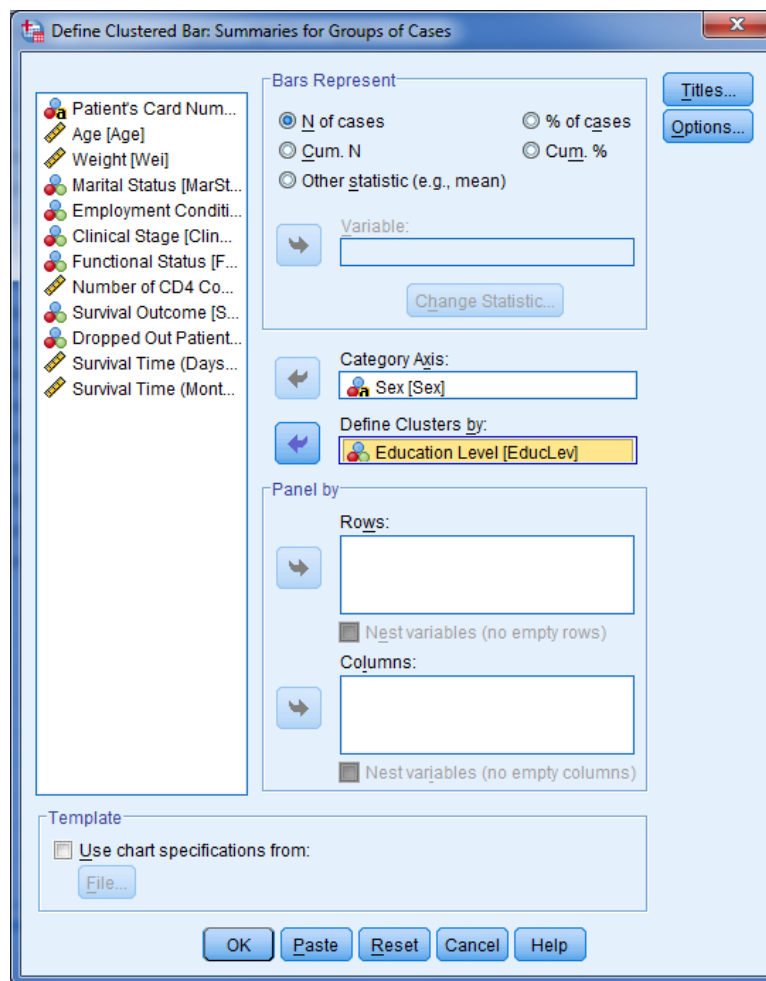 Define Clustered Bar: Summaries for Groups of Cases
Patient's Card Num...
Age [Age]
Weight [Wei]
Marital Status [MarSt...
Employment Conditi...
Clinical Stage [Clin...
Functional Status [F...
Number of CD4 Co...
Survival Outcome [S...
Dropped Out Patient...
Survival Time (Days...
Survival Time (Mont...
Bars Represent
N of cases
% of cases
Cum. N
Cum. %
Other statistic (e.g., mean)
Variable:
Change Statistic...
Category Axis:
Sex [Sex]
Define Clusters by:
Education Level [EducLev]
Panel by
Rows:
Nest variables (no empty rows)
Columns:
Nest variables (no empty columns)
Titles...
Options...
Template
Use chart specifications from:
File...
OK Paste Reset Cancel Help